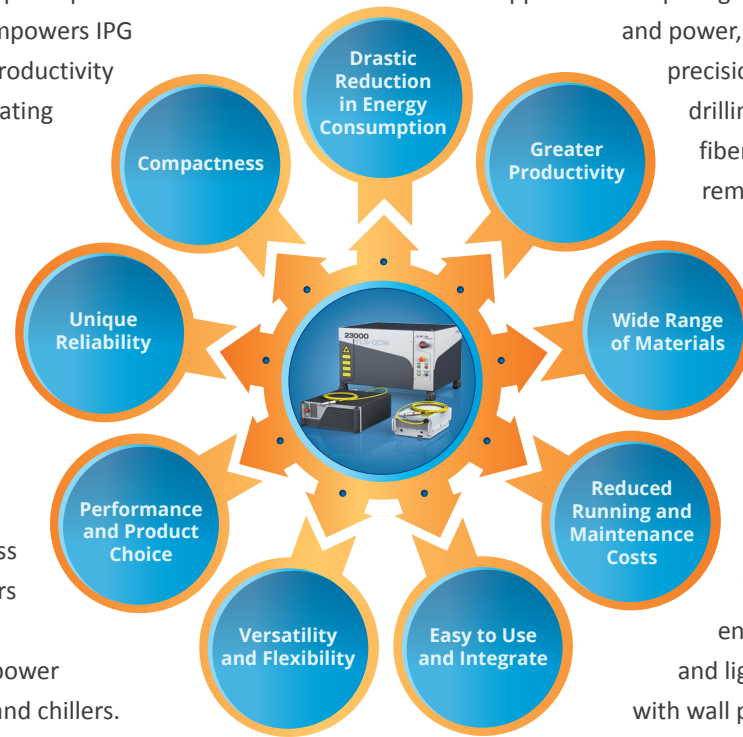 mpowers IPG
and power,
roductivity
precisio
ating
drillin
fiber
rem
Drastic
Reduction
in Energy
Consumption
Compactness
Greater
Productivity
Unique
Reliability
Wide Range
of Materials
23000
Performance
and Product
Choice
Reduced
Running and
Maintenance
Costs
Versatility
and Flexibility
Easy to Use
and Integrate
ss
rs
en
power
and lig
and chillers.
with wall p